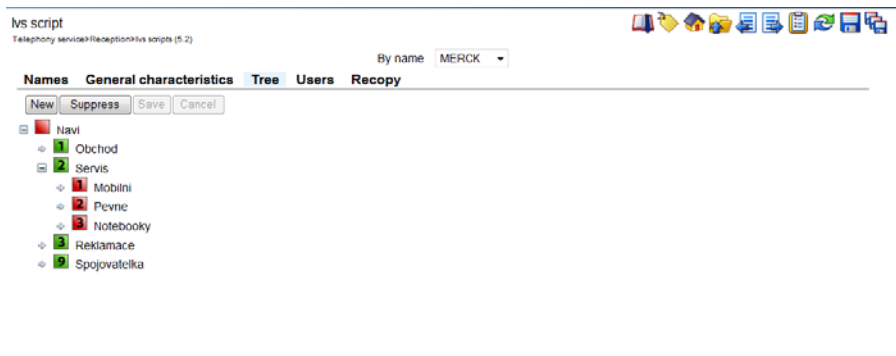 Ivs script
Telephony service>Reception>Ivs scripts (5.2)
By name MERCK
Names General characteristics Tree Users Recopy
New Suppress Save Cancel
Navi
1 Obchod
2 Servis
1 Mobilni
2 Pevne
3 Notebooky
3 Reklamace
9 Spojovatelka